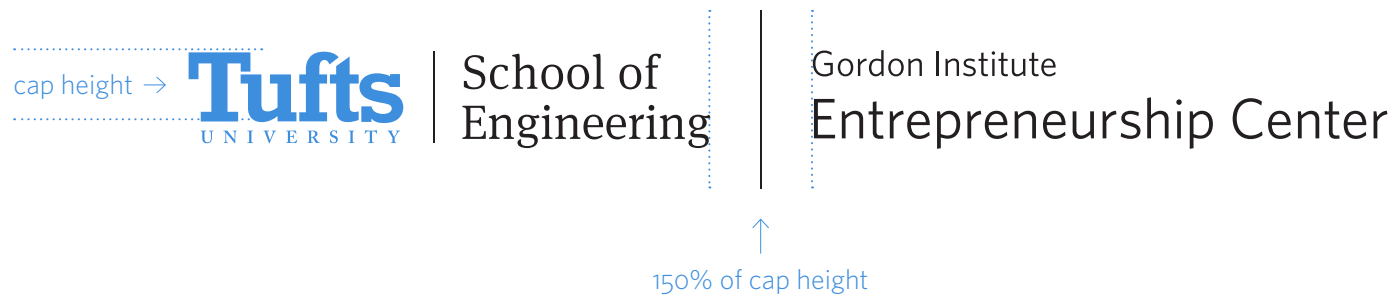 cap height →
Tufts
UNIVERSITY
School of
Engineering
Gordon Institute
Entrepreneurship Center
150% of cap height